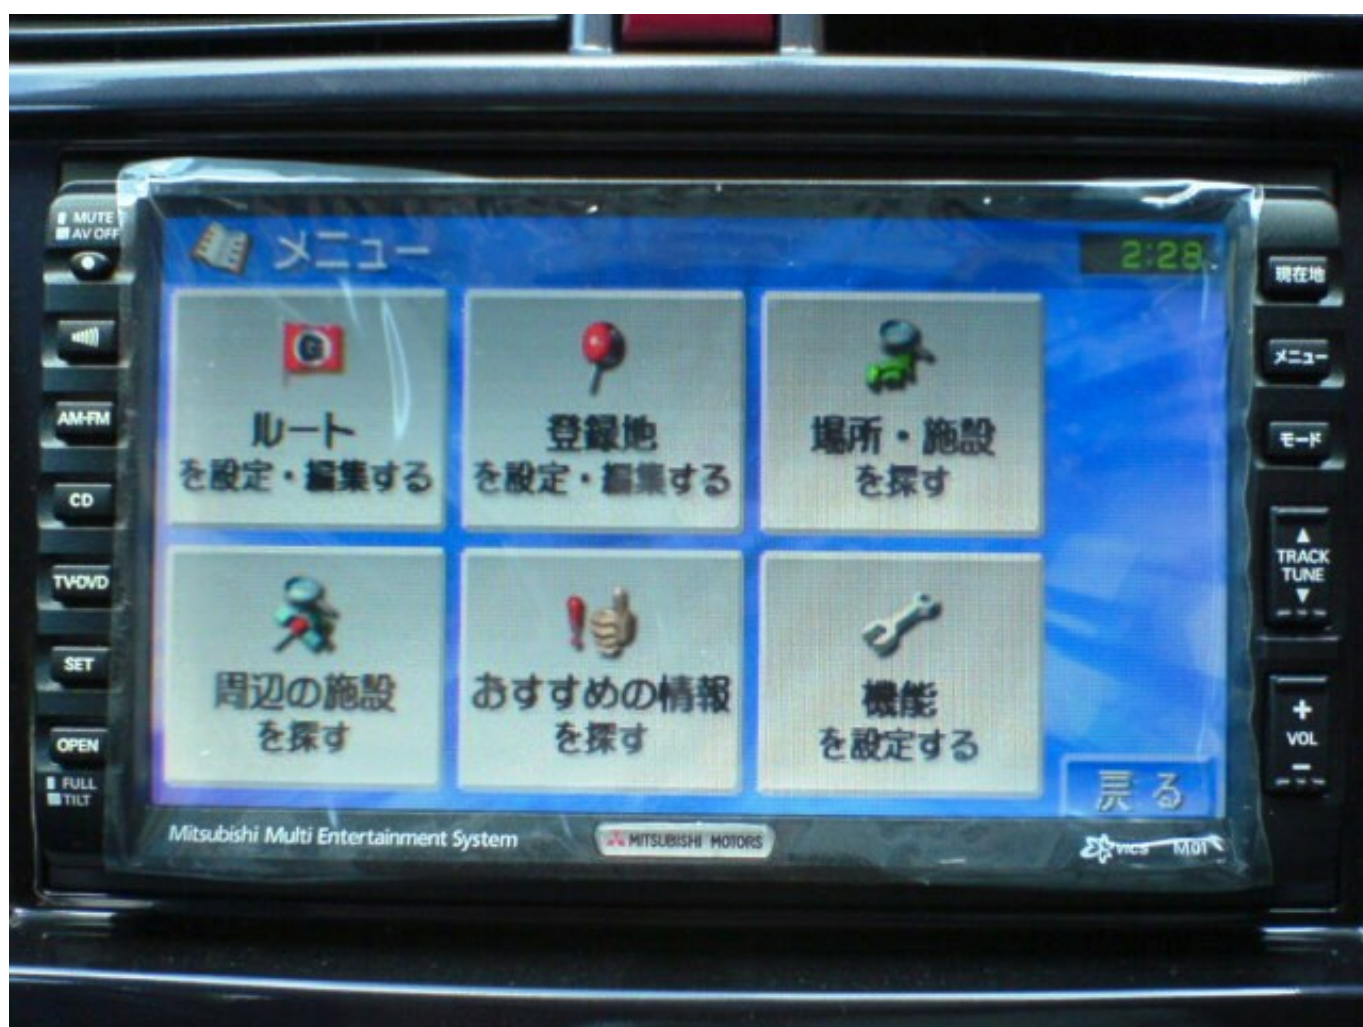 MUTE
AV OFF
AM·FM
CD
TV·DVD
SET
OPEN
FULL
TILT
メニュー
2:28
G
ルート
を設定・編集する
登録地
を設定・編集する
場所・施設
を探す
周辺の施設
を探す
おすすめの情報
を探す
機能
を設定する
戻る
Mitsubishi Multi Entertainment System
MITSUBISHI MOTORS
VICS M01
現在地
メニュー
モード
TRACK
TUNE
+
VOL
-